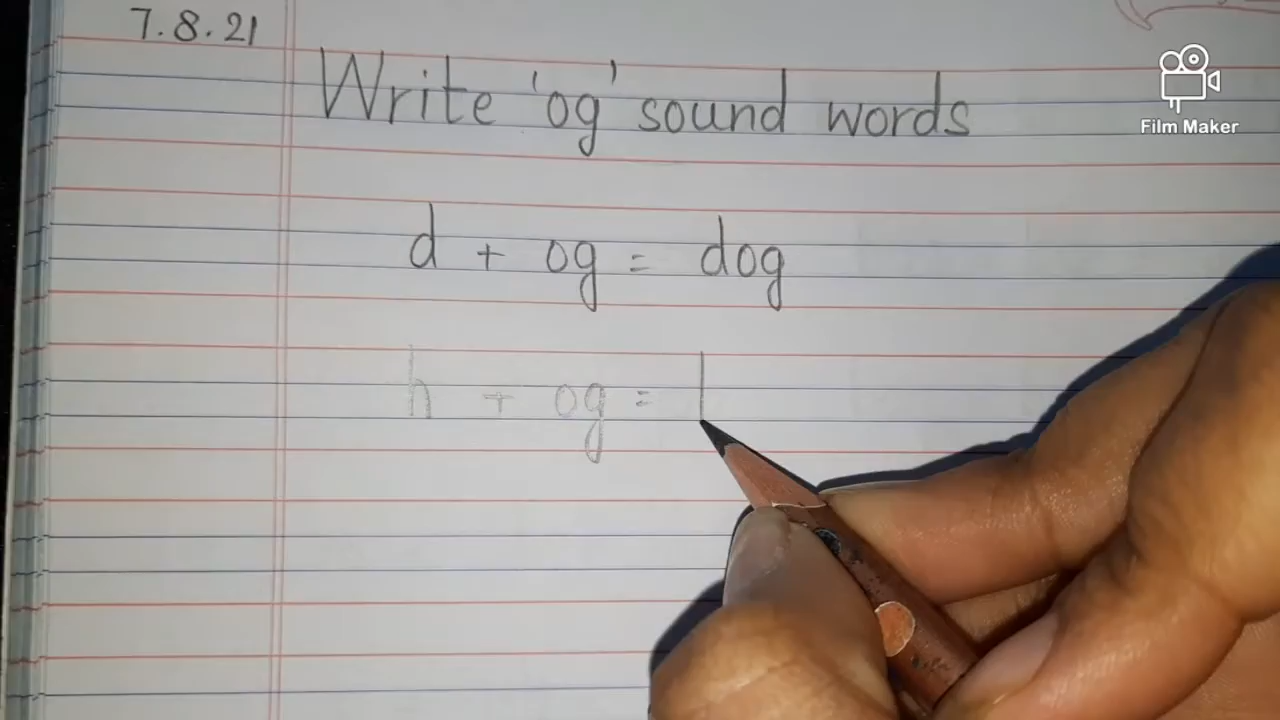 7.8.21
Write 'og' sound words
Film Maker
d + og = dog
h + og = l